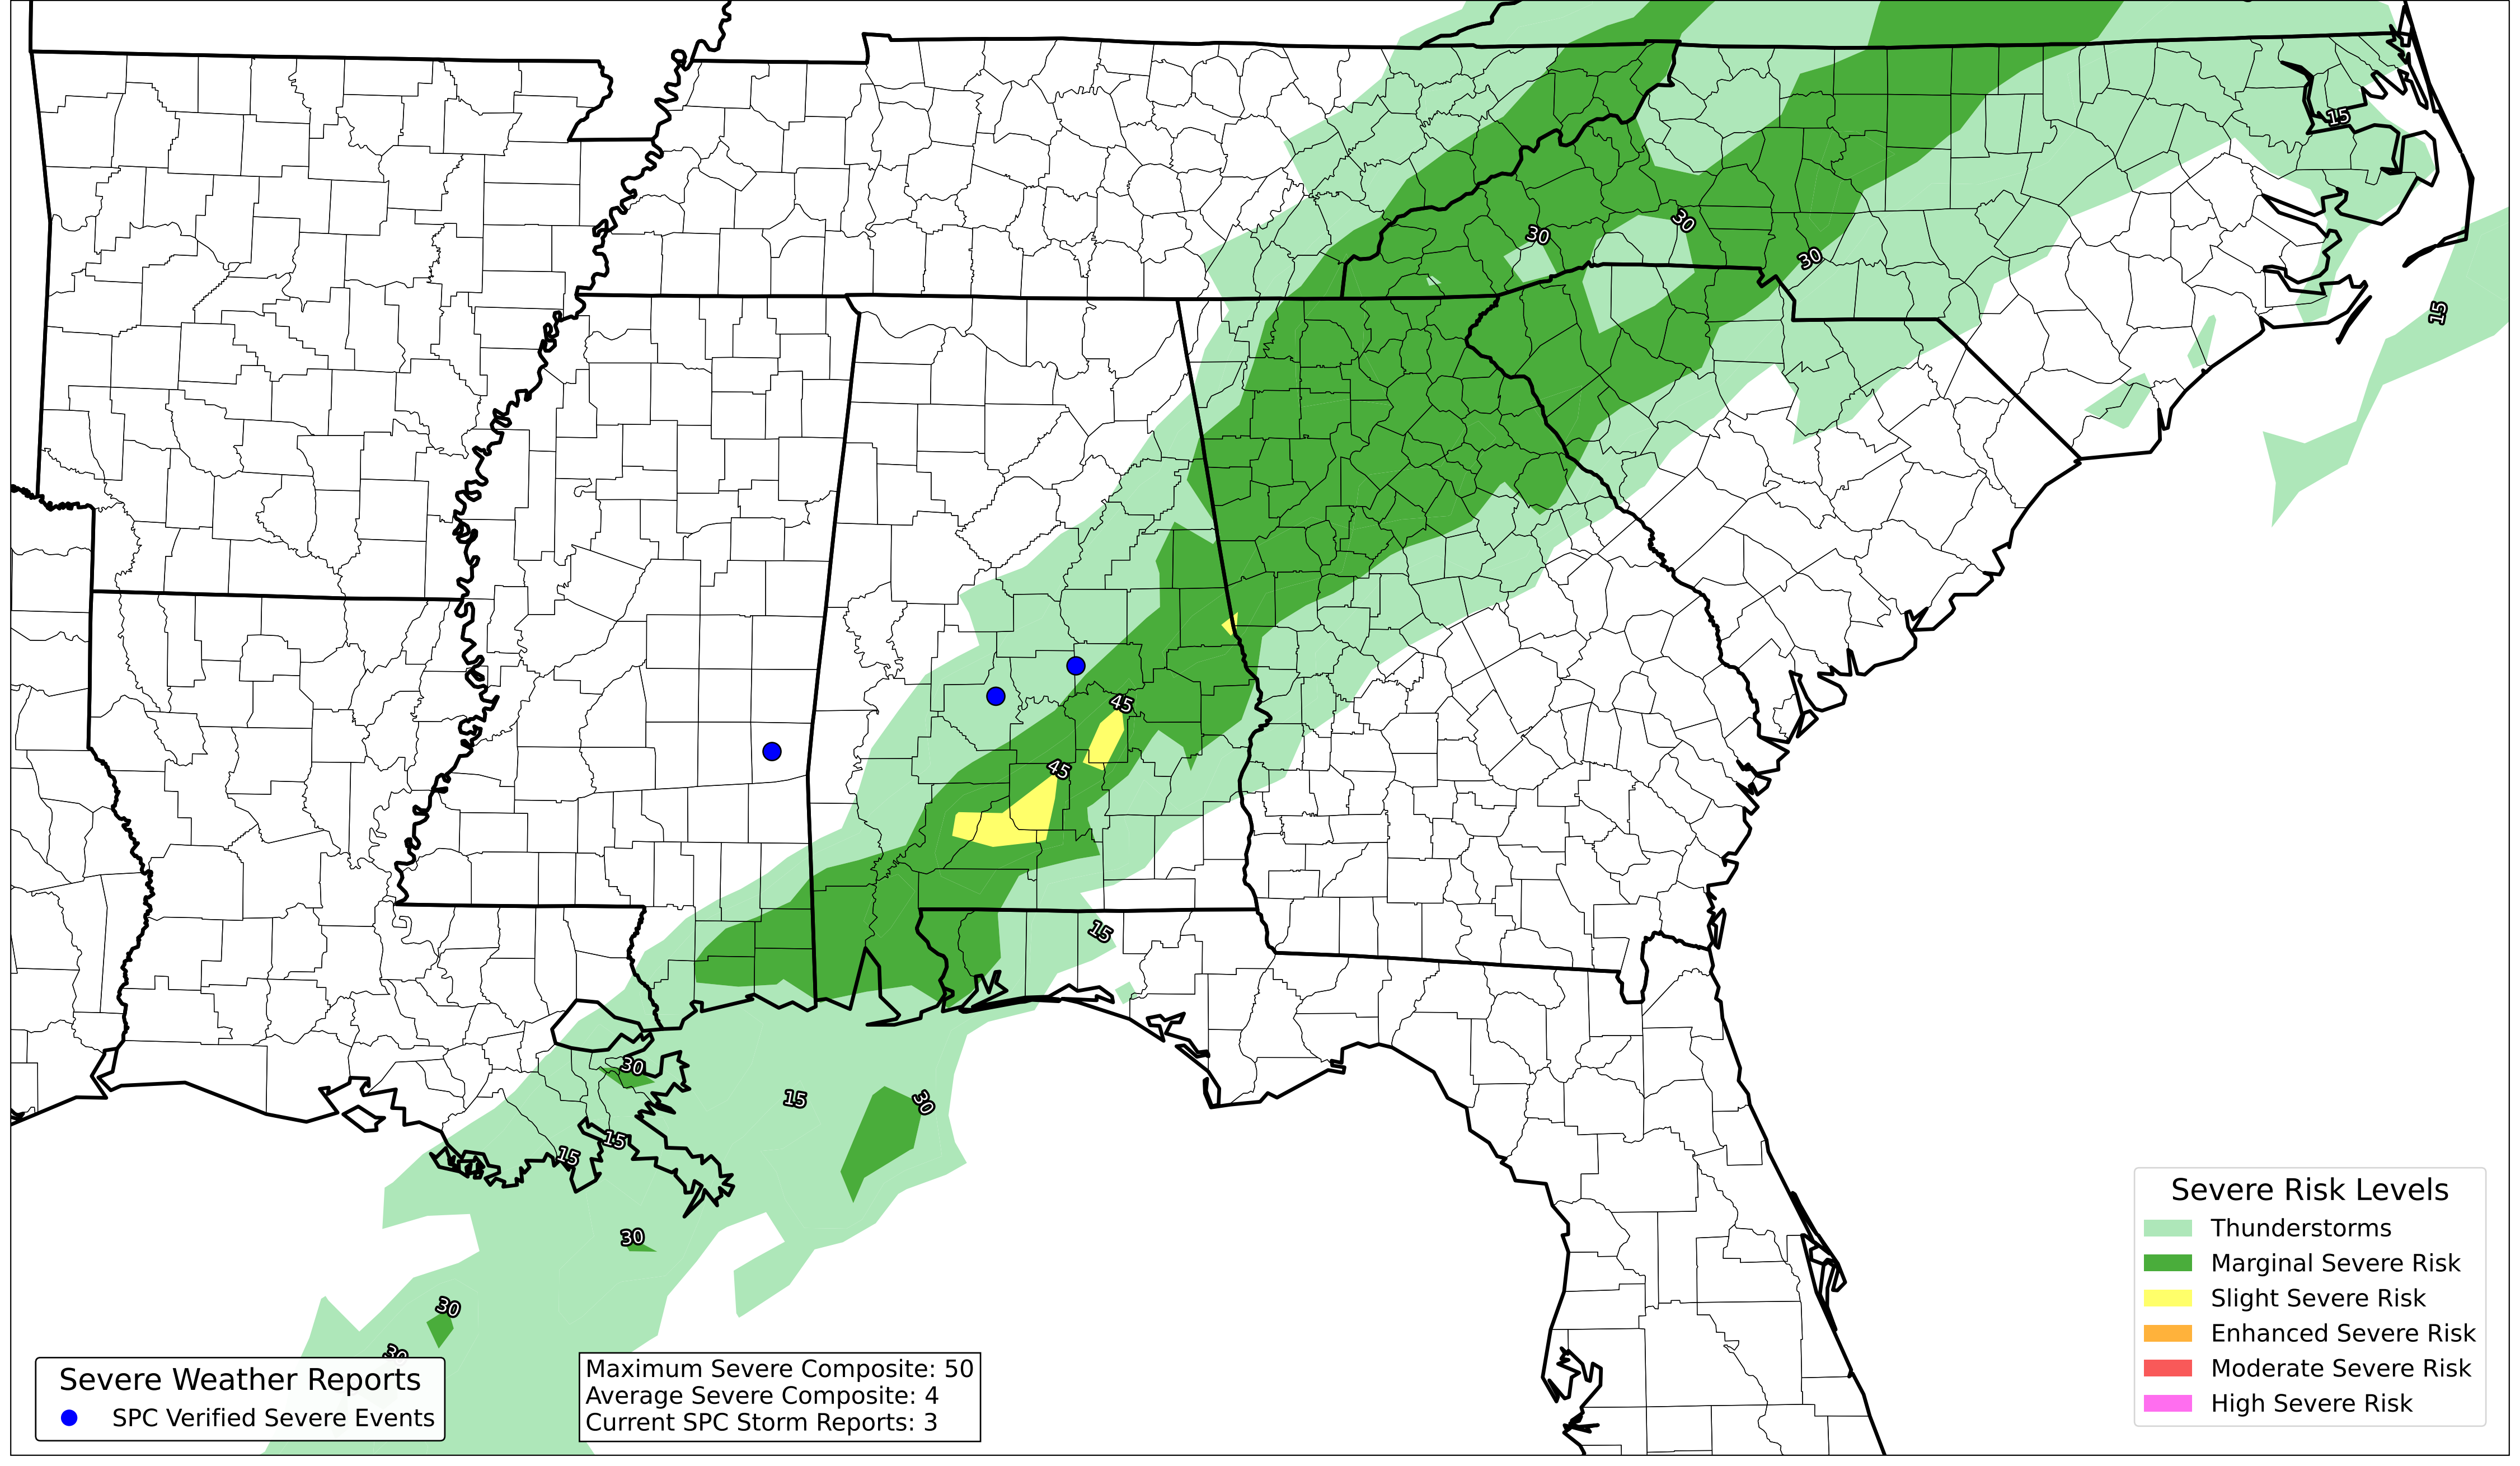 15
30
30
30
15
45
45
15
30
15
30
15
15
30
30
30
Severe Weather Reports
SPC Verified Severe Events
Maximum Severe Composite: 50
Average Severe Composite: 4
Current SPC Storm Reports: 3
Severe Risk Levels
Thunderstorms
Marginal Severe Risk
Slight Severe Risk
Enhanced Severe Risk
Moderate Severe Risk
High Severe Risk